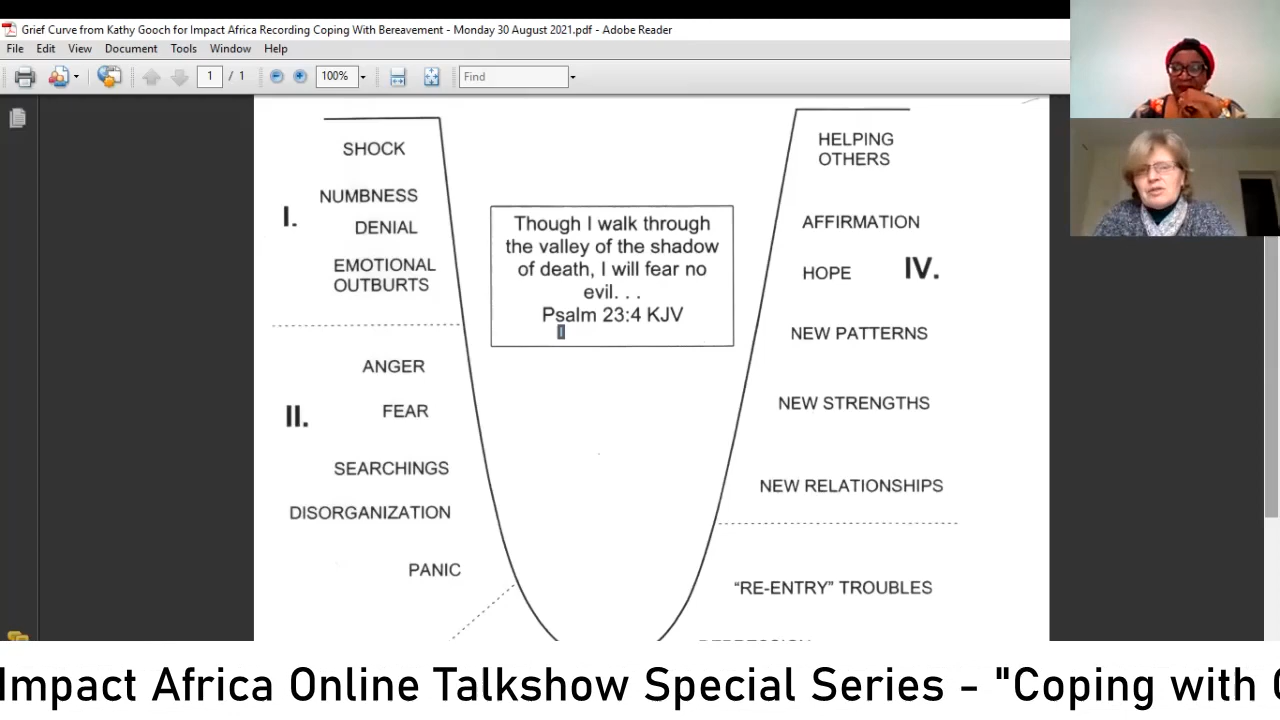 Grief Curve from Kathy Gooch for Impact Africa Recording Coping With Bereavement - Monday 30 August 2021.pdf - Adobe Reader
File Edit View Document Tools Window Help
1 / 1 100% Find
SHOCK
NUMBNESS
I.
DENIAL
EMOTIONAL
OUTBURTS
ANGER
II.
FEAR
SEARCHINGS
DISORGANIZATION
PANIC
Though I walk through
the valley of the shadow
of death, I will fear no
evil. . .
Psalm 23:4 KJV
HELPING
OTHERS
AFFIRMATION
HOPE IV.
NEW PATTERNS
NEW STRENGTHS
NEW RELATIONSHIPS
“RE-ENTRY” TROUBLES
Impact Africa Online Talkshow Special Series - "Coping with